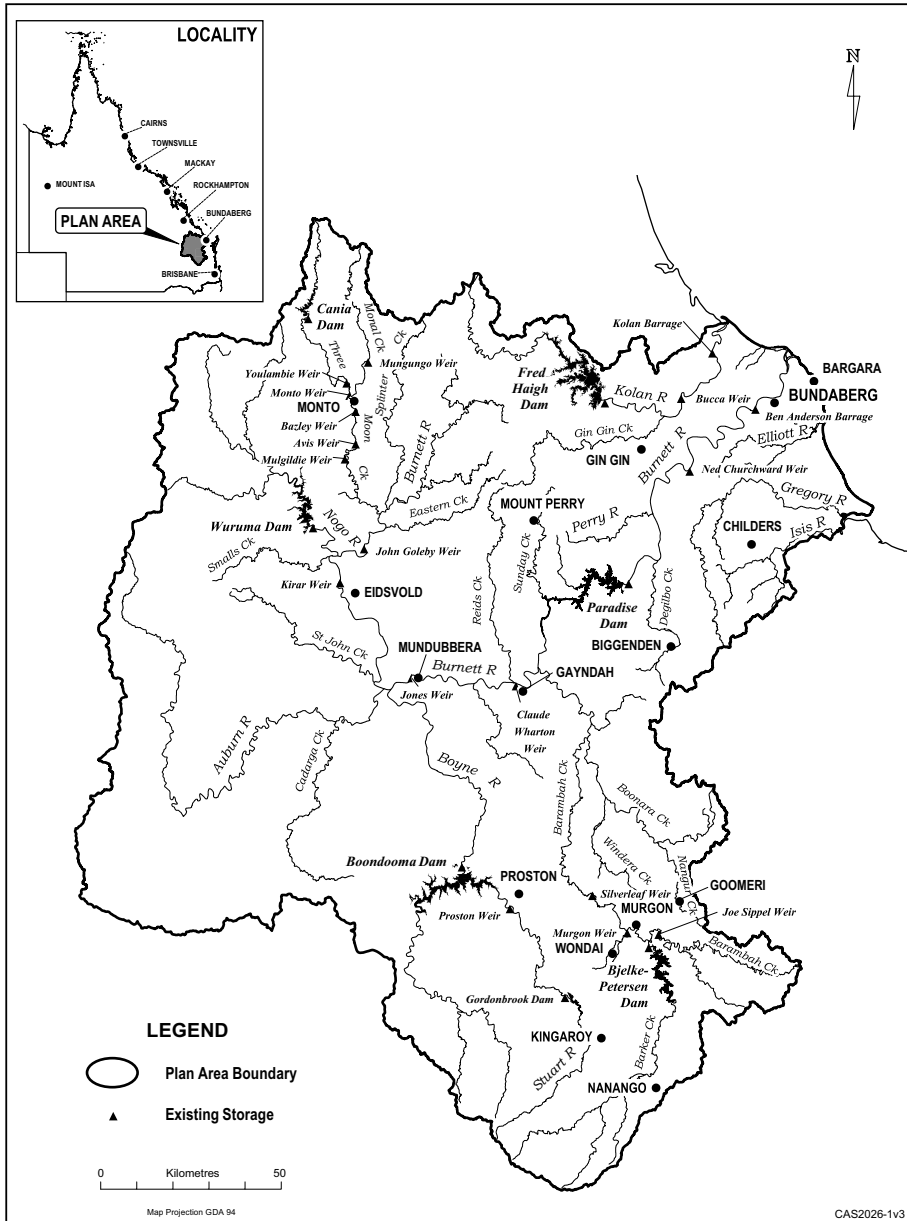 LOCALITY
CAIRNS
TOWNSVILLE
MACKAY
MOUNT ISA
ROCKHAMPTON
BUNDABERG
PLAN AREA
BRISBANE
N
Cania
Dam
Monal Ck
Three
Moon
Ck
Splinter Ck
Kolan Barrage
Mungungo Weir
Youlambie Weir
Monto Weir
MONTO
Bazley Weir
Avis Weir
Mulgildie Weir
Burnett R
Fred
Haigh
Dam
Kolan R
Bucca Weir
BARGARA
BUNDABERG
Ben Anderson Barrage
Gin Gin Ck
GIN GIN
Burnett R
Elliott R
Ned Churchward Weir
Gregory R
Isis R
CHILDERS
Eastern Ck
MOUNT PERRY
Perry R
Wuruma Dam
Nogo R
John Goleby Weir
Smalls Ck
Kirar Weir
EIDSVOLD
Reids Ck
Sunday Ck
Paradise
Dam
Degilbo Ck
BIGGENDEN
St John Ck
MUNDUBBERA
Burnett R
GAYNDAH
Jones Weir
Claude
Wharton
Weir
Auburn R
Cadarga Ck
Boyne R
Barambah Ck
Boonara Ck
Windera Ck
Nangur Ck
Boondooma Dam
PROSTON
Proston Weir
Silverleaf Weir
GOOMERI
MURGON
Joe Sippel Weir
Murgon Weir
WONDAI
Barambah Ck
Bjelke-
Petersen
Dam
Gordonbrook Dam
KINGAROY
Stuart R
Barker Ck
NANANGO
LEGEND
Plan Area Boundary
Existing Storage
0 Kilometres 50
Map Projection GDA 94
CAS2026-1v3